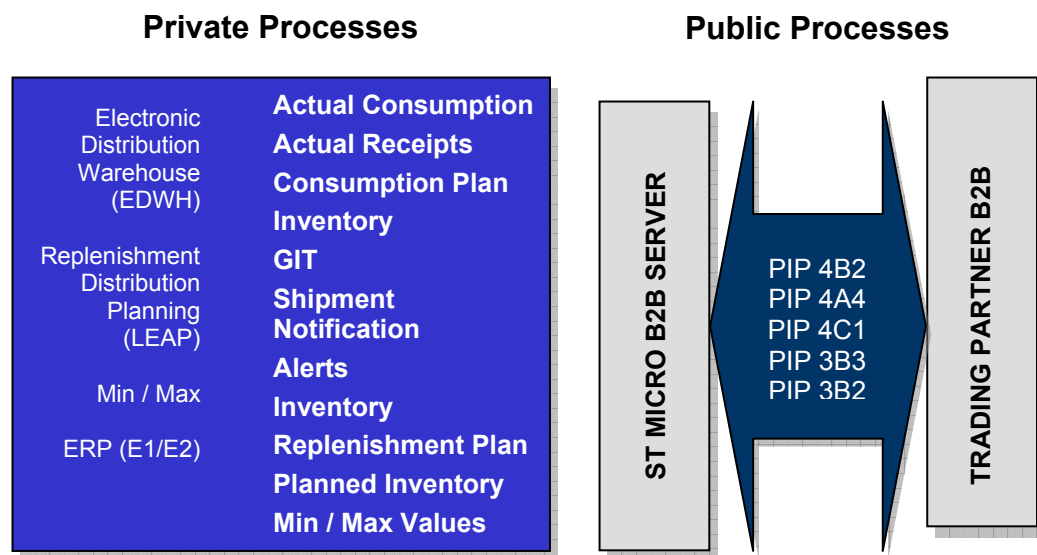 Private Processes
Public Processes
Electronic
Distribution
Warehouse
(EDWH)
Replenishment
Distribution
Planning
(LEAP)
Min / Max
ERP (E1/E2)
Actual Consumption
Actual Receipts
Consumption Plan
Inventory
GIT
Shipment
Notification
Alerts
Inventory
Replenishment Plan
Planned Inventory
Min / Max Values
ST MICRO B2B SERVER
PIP 4B2
PIP 4A4
PIP 4C1
PIP 3B3
PIP 3B2
TRADING PARTNER B2B